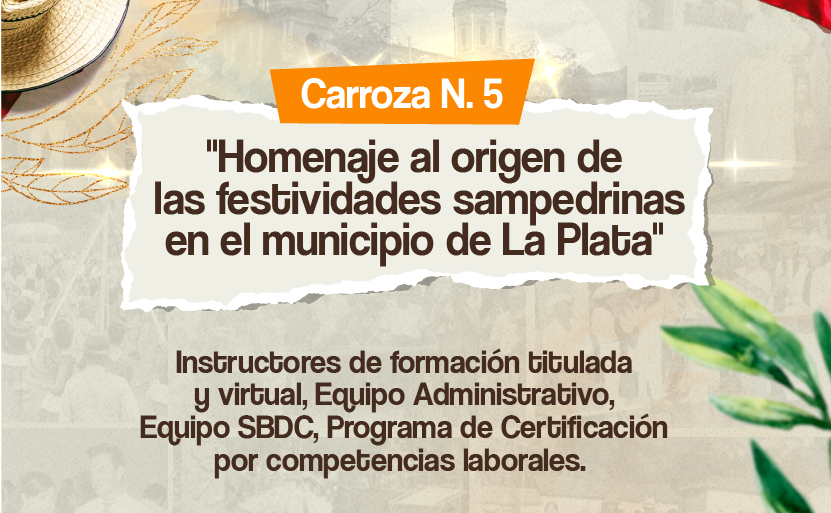 Carroza N. 5
"Homenaje al origen de
las festividades sampedrinas
en el municipio de La Plata"
Instructores de formación titulada
y virtual, Equipo Administrativo,
Equipo SBDC, Programa de Certificación
por competencias laborales.